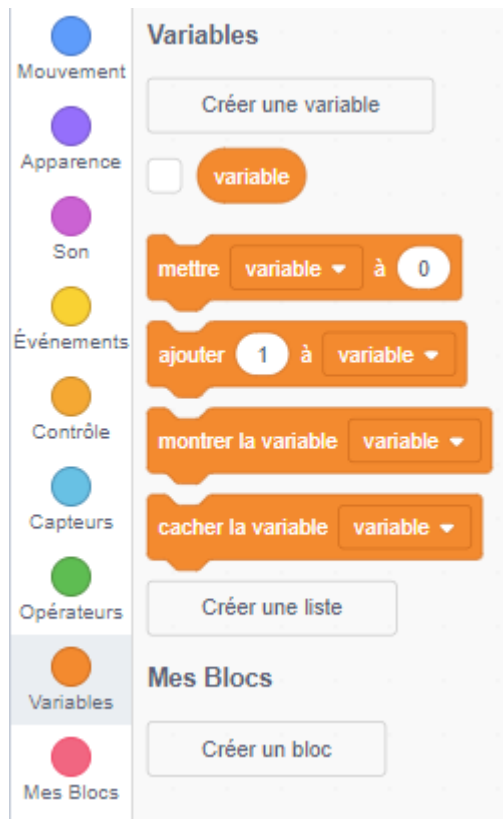 Mouvement
Apparence
Son
Événements
Contrôle
Capteurs
Opérateurs
Variables
Mes Blocs
Variables
Créer une variable
variable
mettre variable à 0
ajouter 1 à variable
montrer la variable variable
cacher la variable variable
Créer une liste
Mes Blocs
Créer un bloc